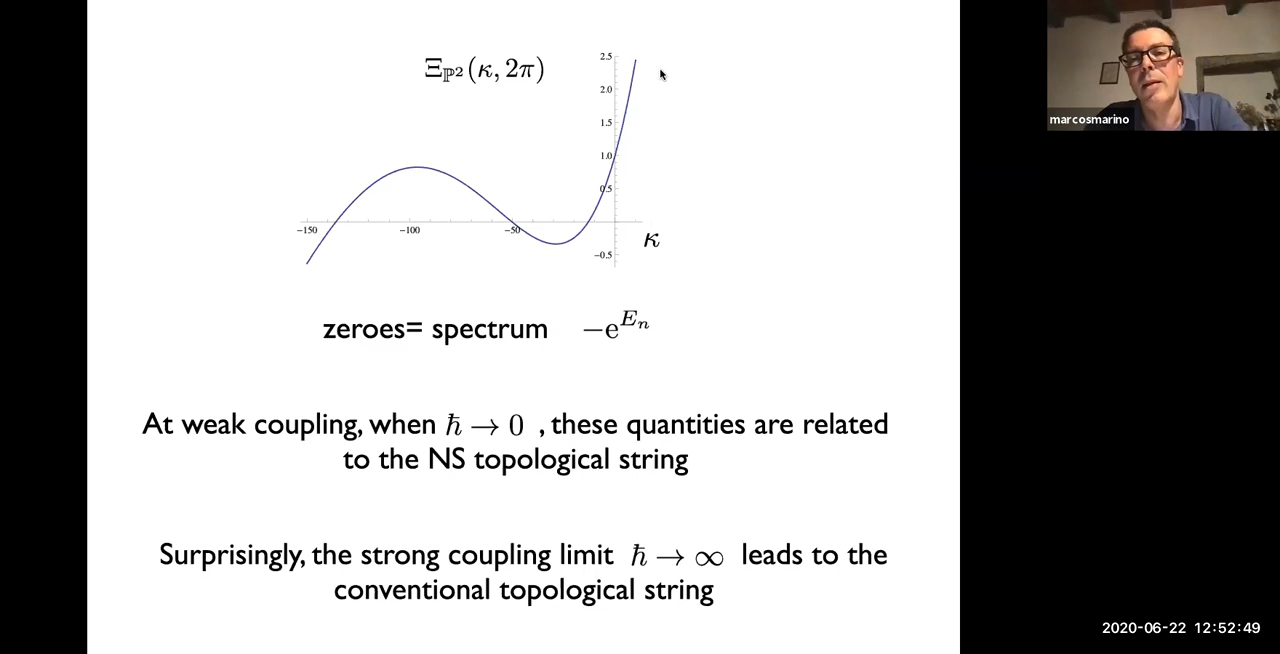 Ξ_ℙ²(κ, 2π)
2.5
2.0
1.5
1.0
0.5
−150
−100
−50
−0.5
κ
zeroes= spectrum −e^{E_n}
At weak coupling, when ℏ → 0 , these quantities are related
to the NS topological string
Surprisingly, the strong coupling limit ℏ → ∞ leads to the
conventional topological string
marcosmarino
2020-06-22 12:52:49